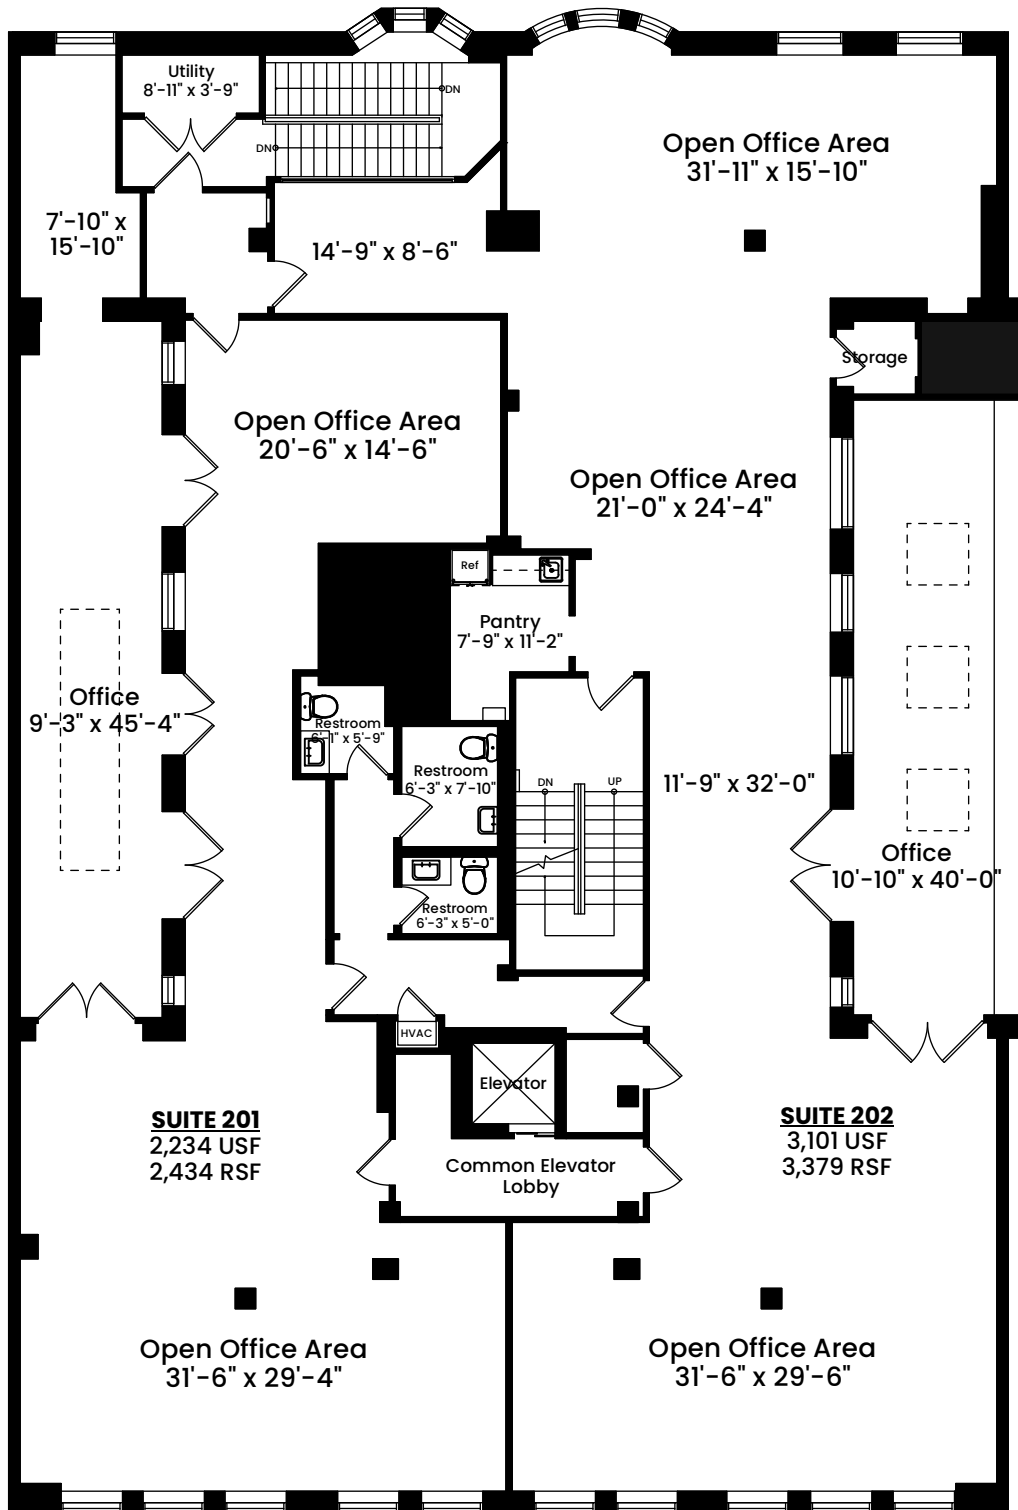 Utility
8'-11" x 3'-9"
DN
DN
Open Office Area
31'-11" x 15'-10"
7'-10" x
15'-10"
14'-9" x 8'-6"
Storage
Open Office Area
20'-6" x 14'-6"
Open Office Area
21'-0" x 24'-4"
Ref
Pantry
7'-9" x 11'-2"
Office
9'-3" x 45'-4"
Restroom
6'-1" x 5'-9"
Restroom
6'-3" x 7'-10"
DN
UP
11'-9" x 32'-0"
Office
10'-10" x 40'-0"
Restroom
6'-3" x 5'-0"
HVAC
Elevator
SUITE 201
2,234 USF
2,434 RSF
SUITE 202
3,101 USF
3,379 RSF
Common Elevator
Lobby
Open Office Area
31'-6" x 29'-4"
Open Office Area
31'-6" x 29'-6"